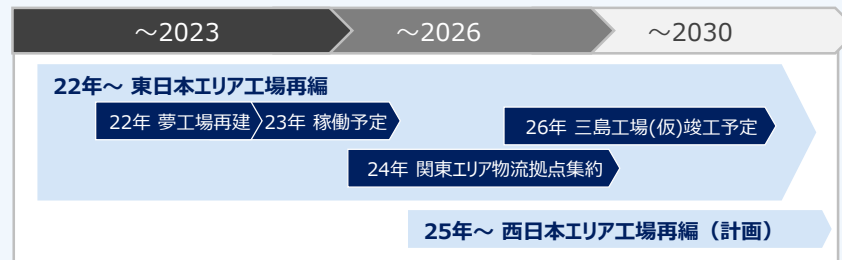 ～2023
～2026
～2030
22年～ 東日本エリア工場再編
22年 夢工場再建
23年 稼働予定
26年 三島工場(仮)竣工予定
24年 関東エリア物流拠点集約
25年～ 西日本エリア工場再編（計画）